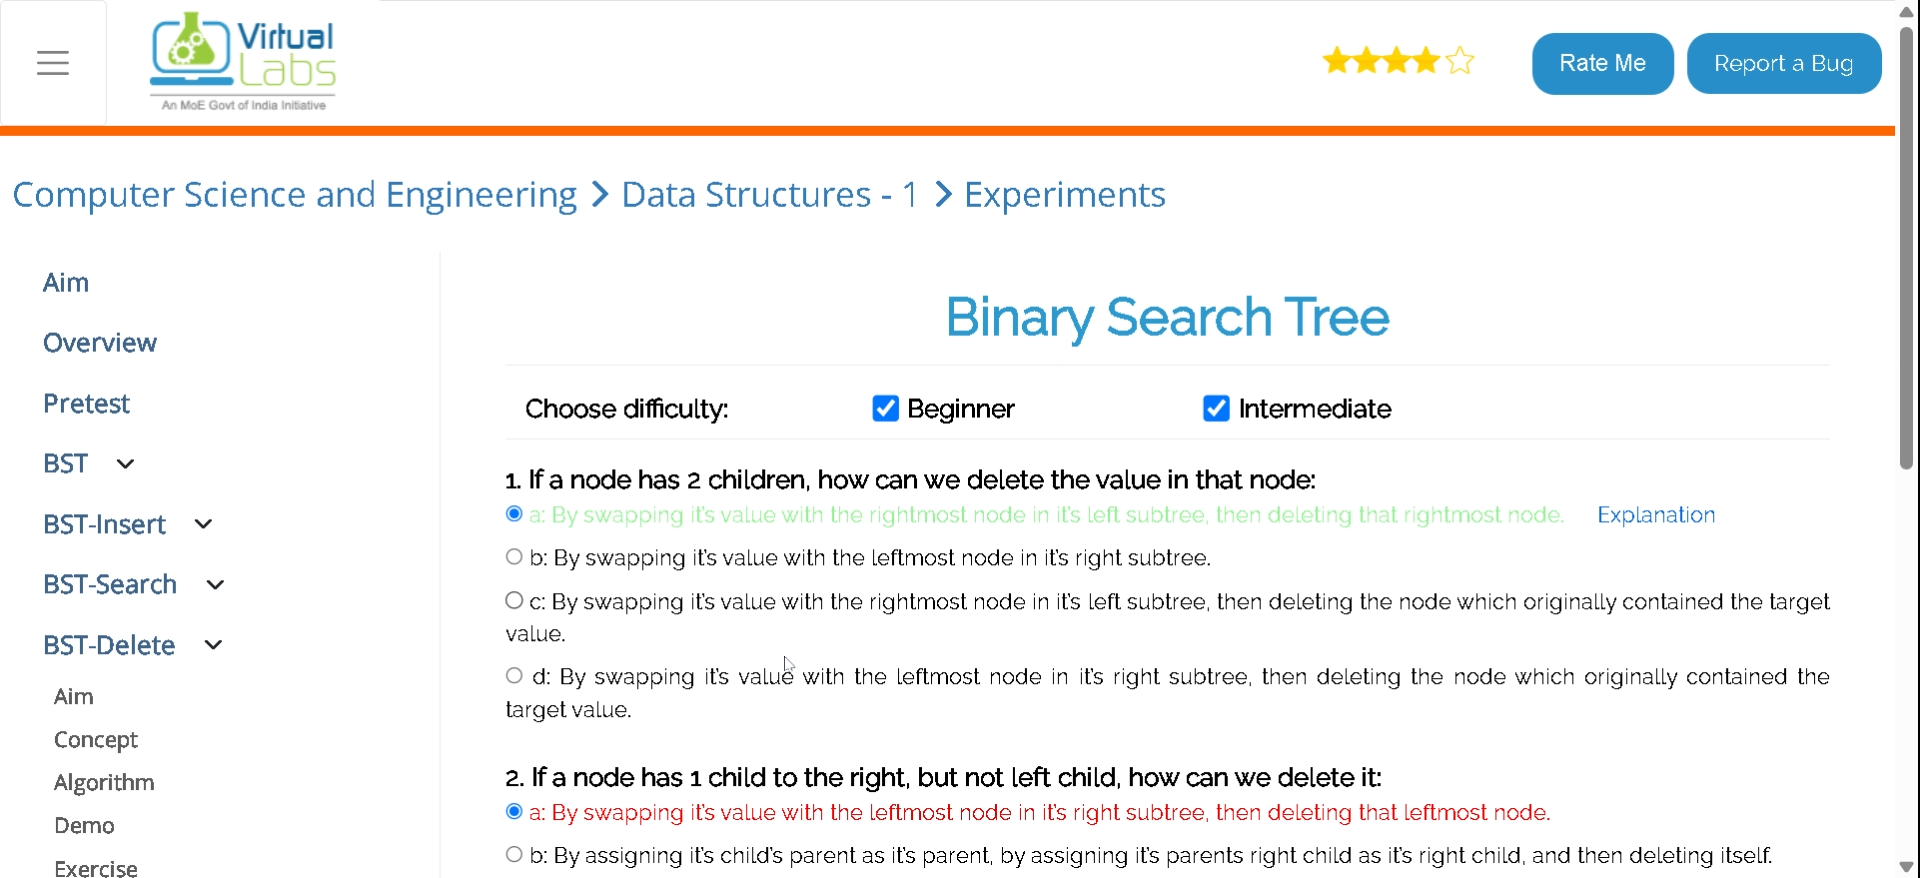 Virtual
Labs
An MoE Govt of India Initiative
Rate Me
Report a Bug
Computer Science and Engineering > Data Structures - 1 > Experiments
Aim
Overview
Pretest
BST
BST-Insert
BST-Search
BST-Delete
Aim
Concept
Algorithm
Demo
Exercise
Binary Search Tree
Choose difficulty: Beginner Intermediate
1. If a node has 2 children, how can we delete the value in that node:
a: By swapping it's value with the rightmost node in it's left subtree, then deleting that rightmost node. Explanation
b: By swapping it's value with the leftmost node in it's right subtree.
c: By swapping it's value with the rightmost node in it's left subtree, then deleting the node which originally contained the target
value.
d: By swapping it's value with the leftmost node in it's right subtree, then deleting the node which originally contained the
target value.
2. If a node has 1 child to the right, but not left child, how can we delete it:
a: By swapping it's value with the leftmost node in it's right subtree, then deleting that leftmost node.
b: By assigning it's child's parent as it's parent, by assigning it's parents right child as it's right child, and then deleting itself.